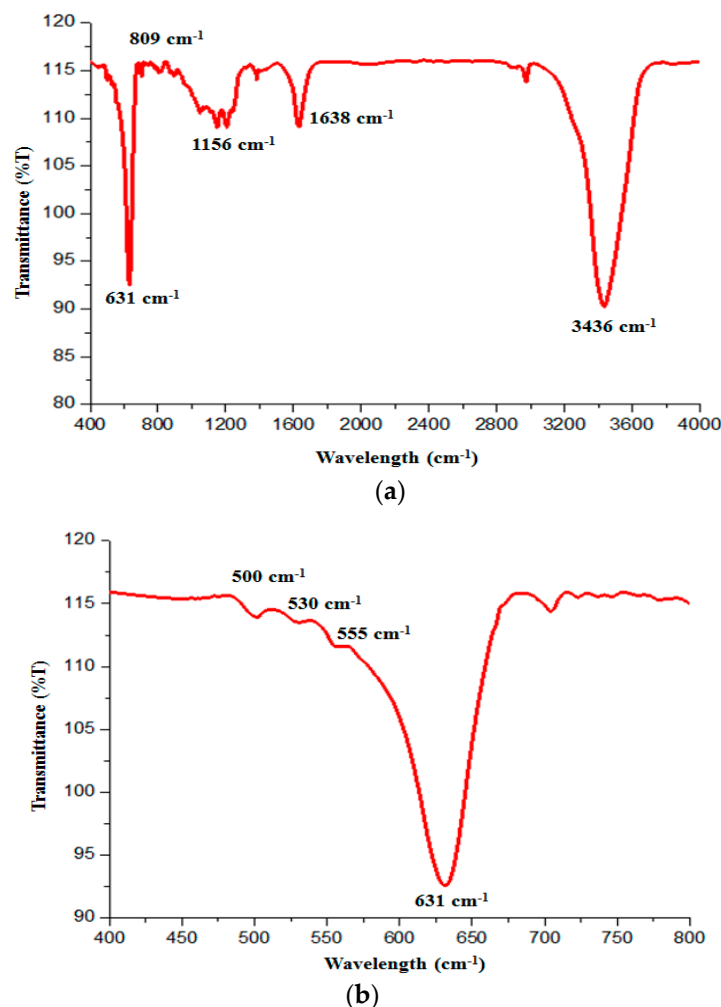 120
809 cm-1
115
110
1638 cm-1
1156 cm-1
105
Transmittance (%T)
100
95
631 cm-1
90
3436 cm-1
85
80
400 800 1200 1600 2000 2400 2800 3200 3600 4000
Wavelength (cm-1)
(a)
120
500 cm-1
115
530 cm-1
555 cm-1
110
105
Transmittance (%T)
100
95
631 cm-1
90
400 450 500 550 600 650 700 750 800
Wavelength (cm-1)
(b)